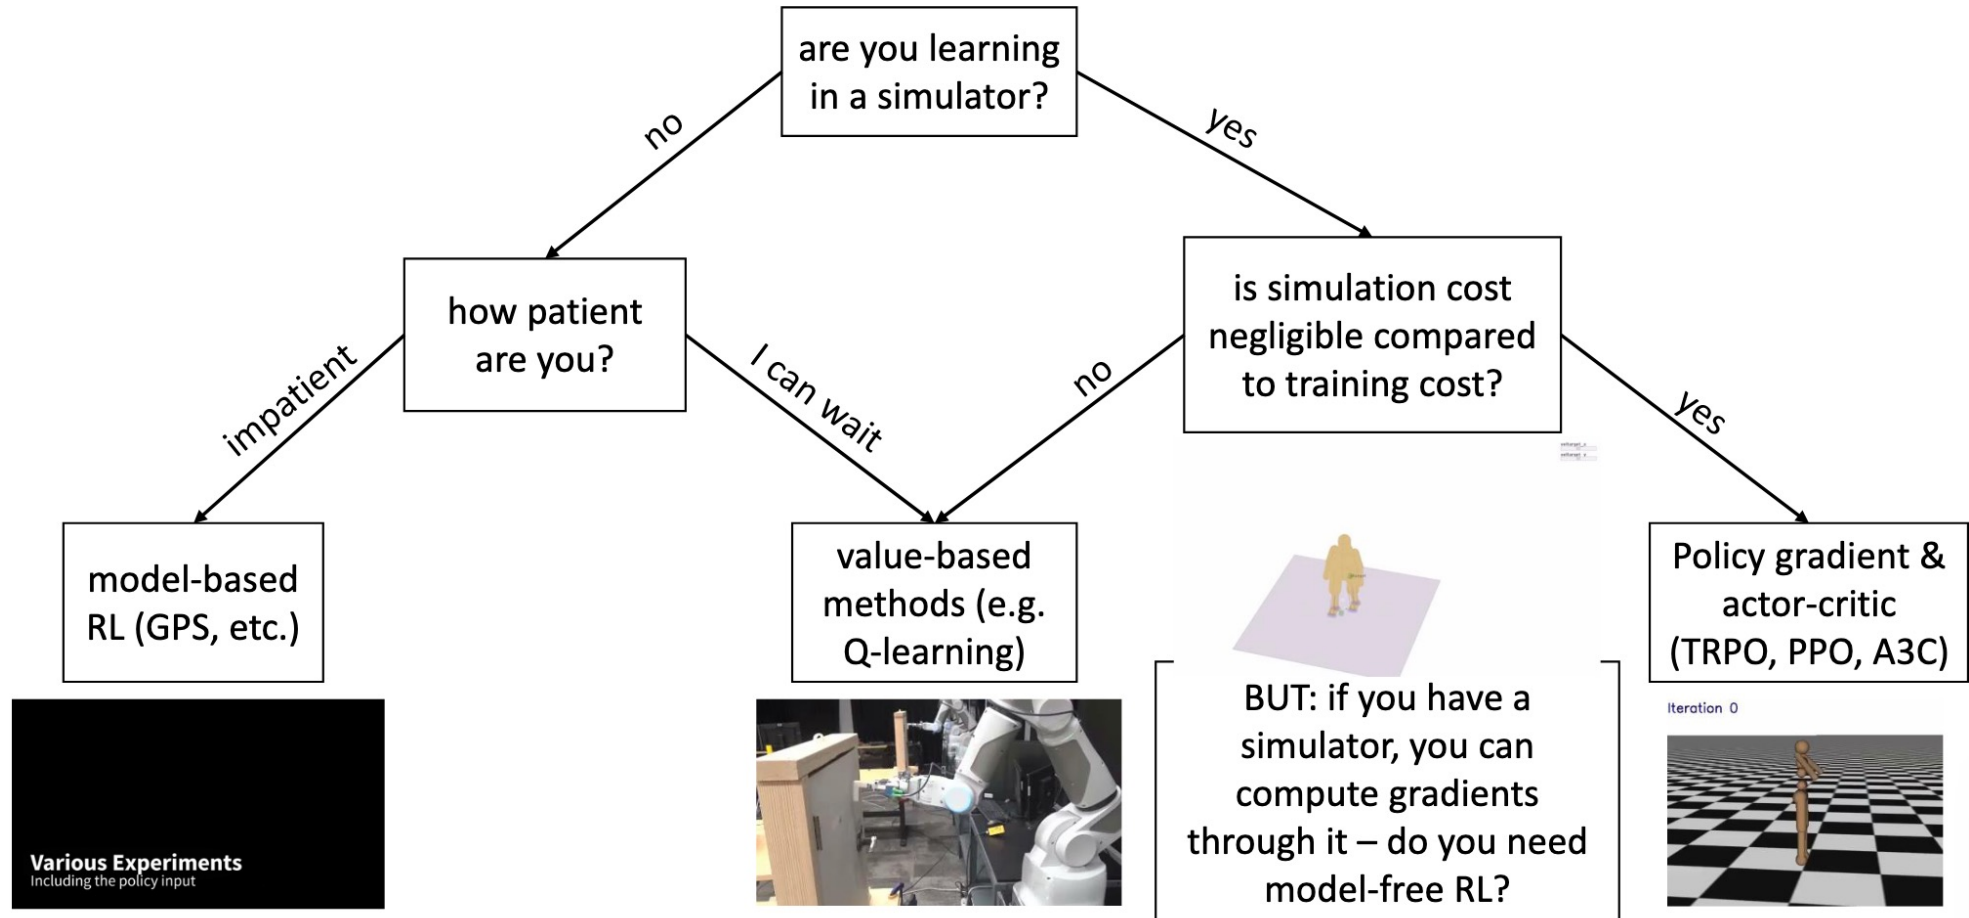 are you learning
in a simulator?
no
yes
how patient
are you?
is simulation cost
negligible compared
to training cost?
impatient
I can wait
no
yes
model-based
RL (GPS, etc.)
value-based
methods (e.g.
Q-learning)
Policy gradient &
actor-critic
(TRPO, PPO, A3C)
BUT: if you have a
simulator, you can
compute gradients
through it – do you need
model-free RL?
Iteration 0
Various Experiments
Including the policy input